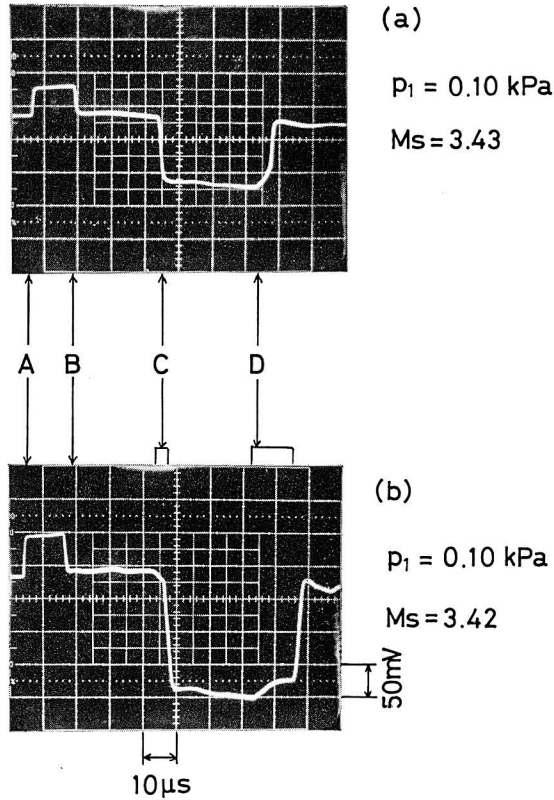 (a)
p₁ = 0.10 kPa
Ms = 3.43
A B C D
(b)
p₁ = 0.10 kPa
Ms = 3.42
50mV
10μs